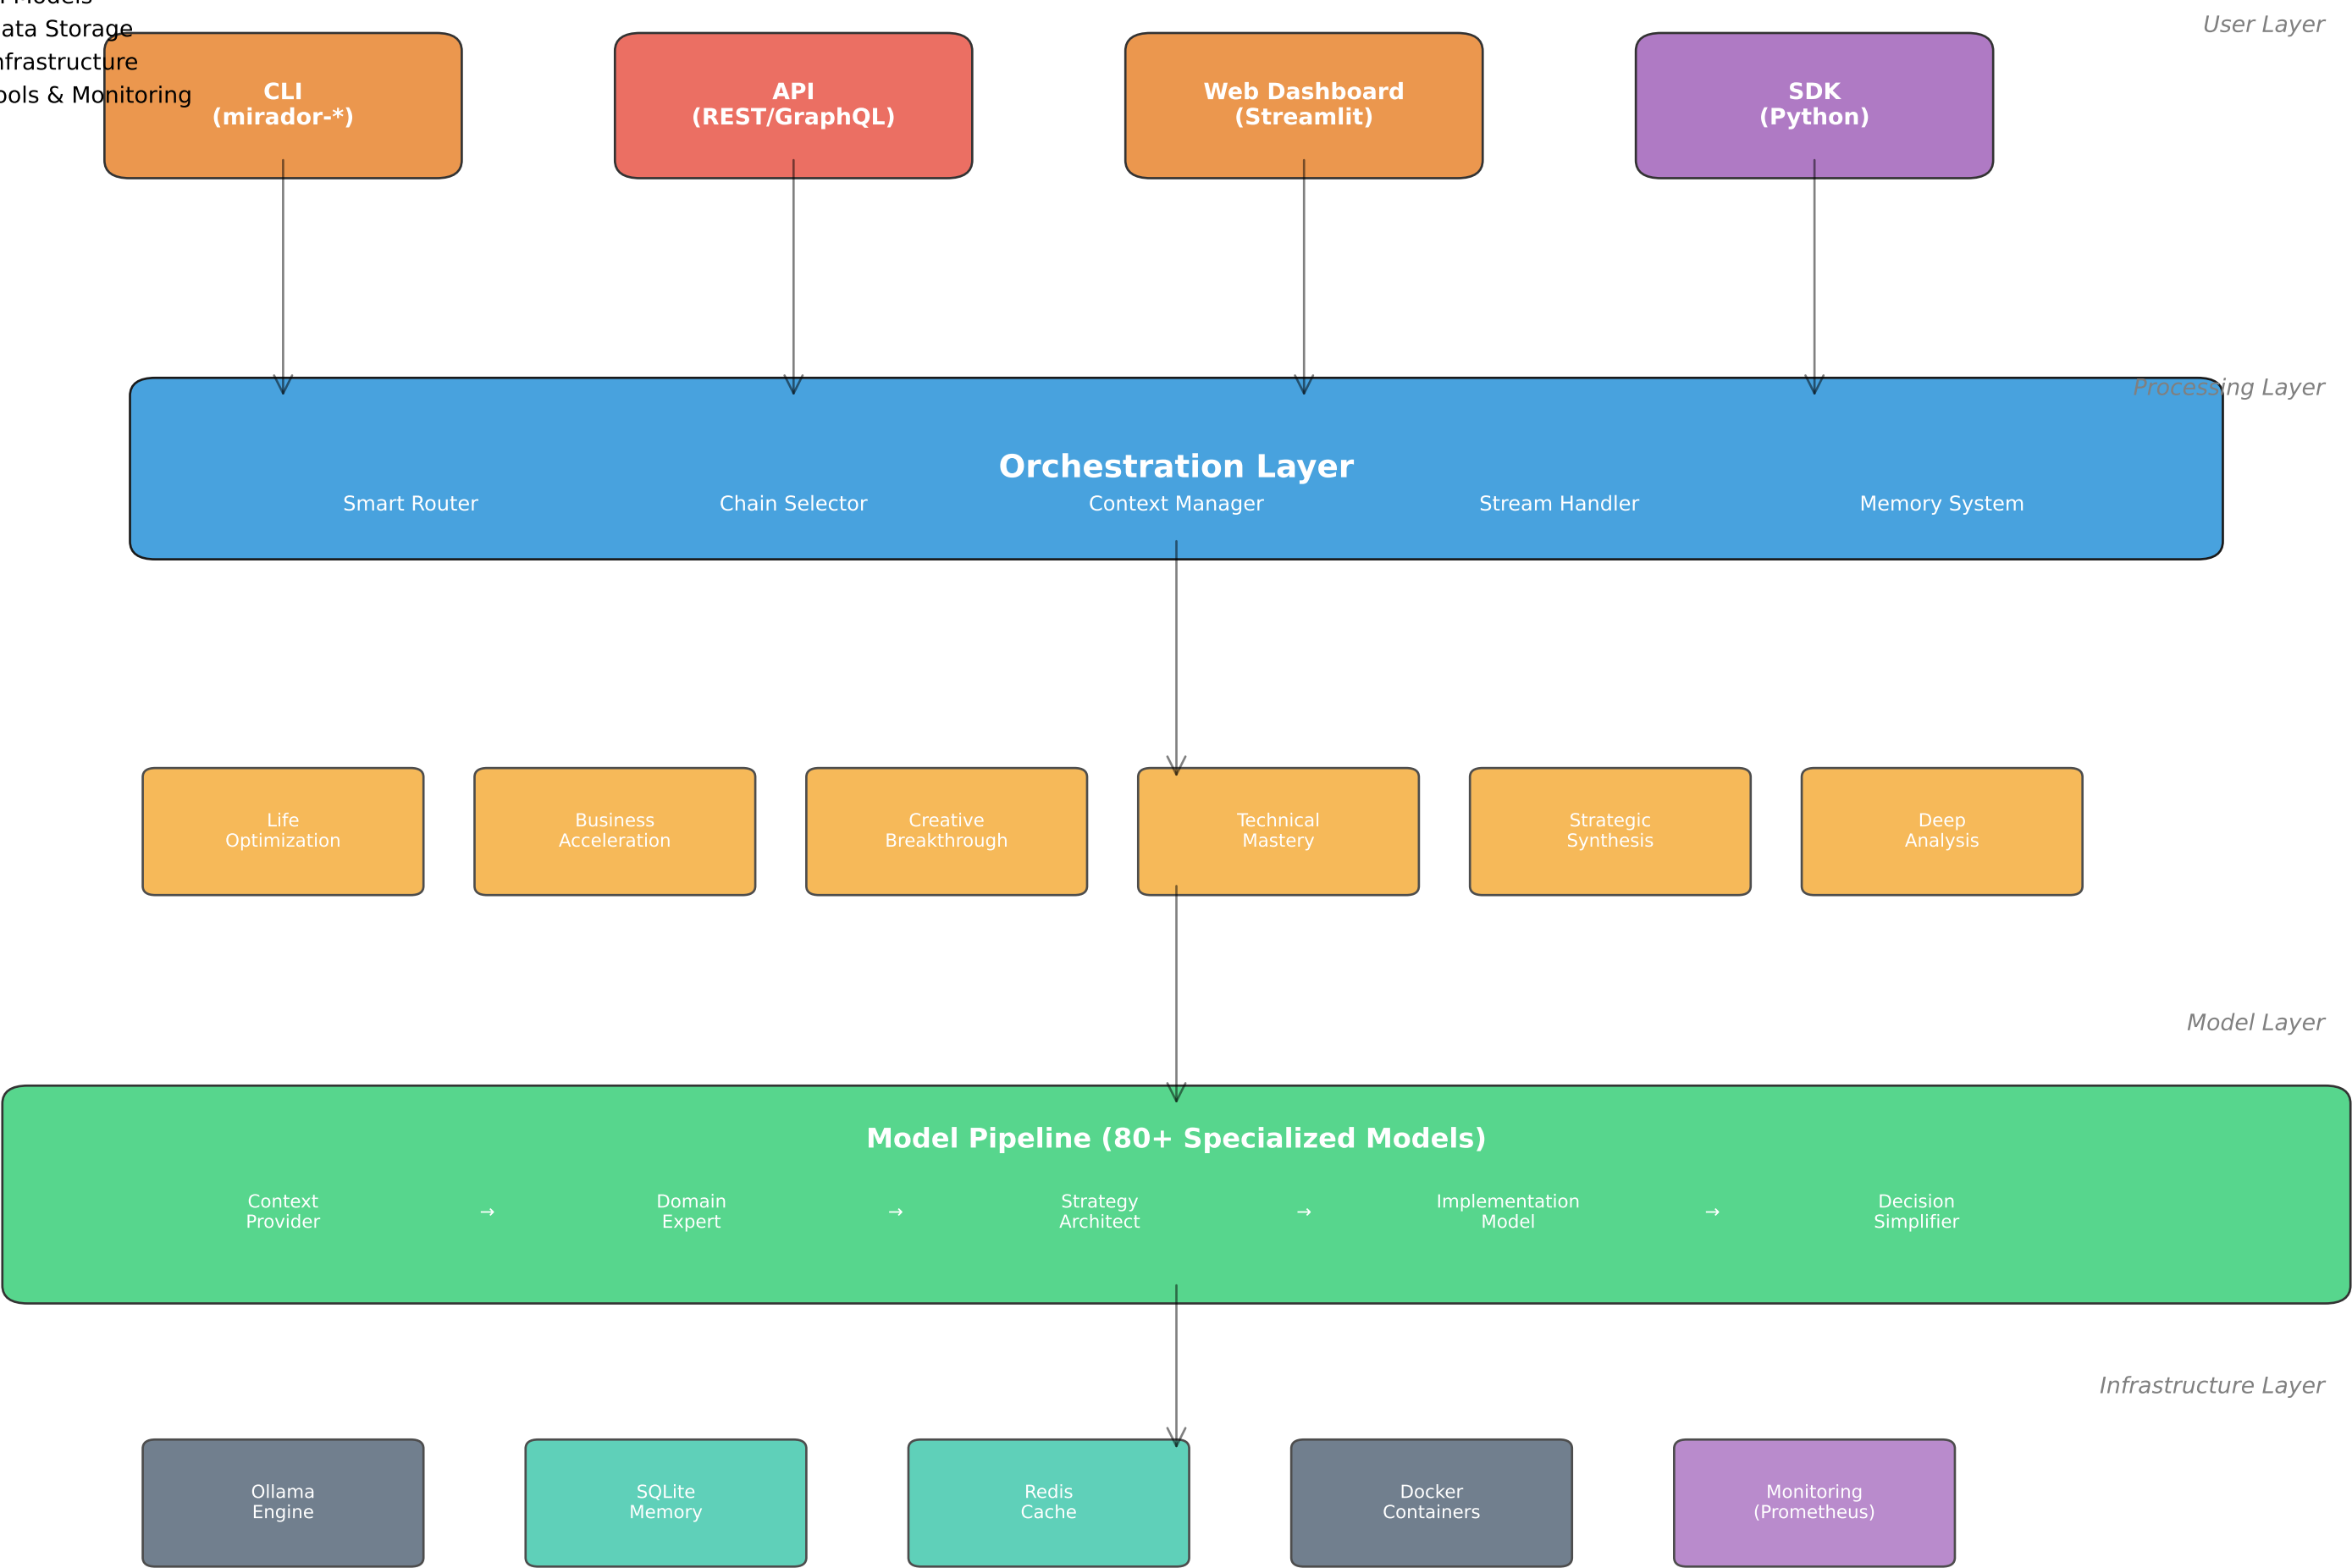 ata Storage
nfrastructure
ools & Monitoring
User Layer
CLI
(mirador-*)
API
(REST/GraphQL)
Web Dashboard
(Streamlit)
SDK
(Python)
Processing Layer
Orchestration Layer
Smart Router
Chain Selector
Context Manager
Stream Handler
Memory System
Life
Optimization
Business
Acceleration
Creative
Breakthrough
Technical
Mastery
Strategic
Synthesis
Deep
Analysis
Model Layer
Model Pipeline (80+ Specialized Models)
Context
Provider
→
Domain
Expert
→
Strategy
Architect
→
Implementation
Model
→
Decision
Simplifier
Infrastructure Layer
Ollama
Engine
SQLite
Memory
Redis
Cache
Docker
Containers
Monitoring
(Prometheus)